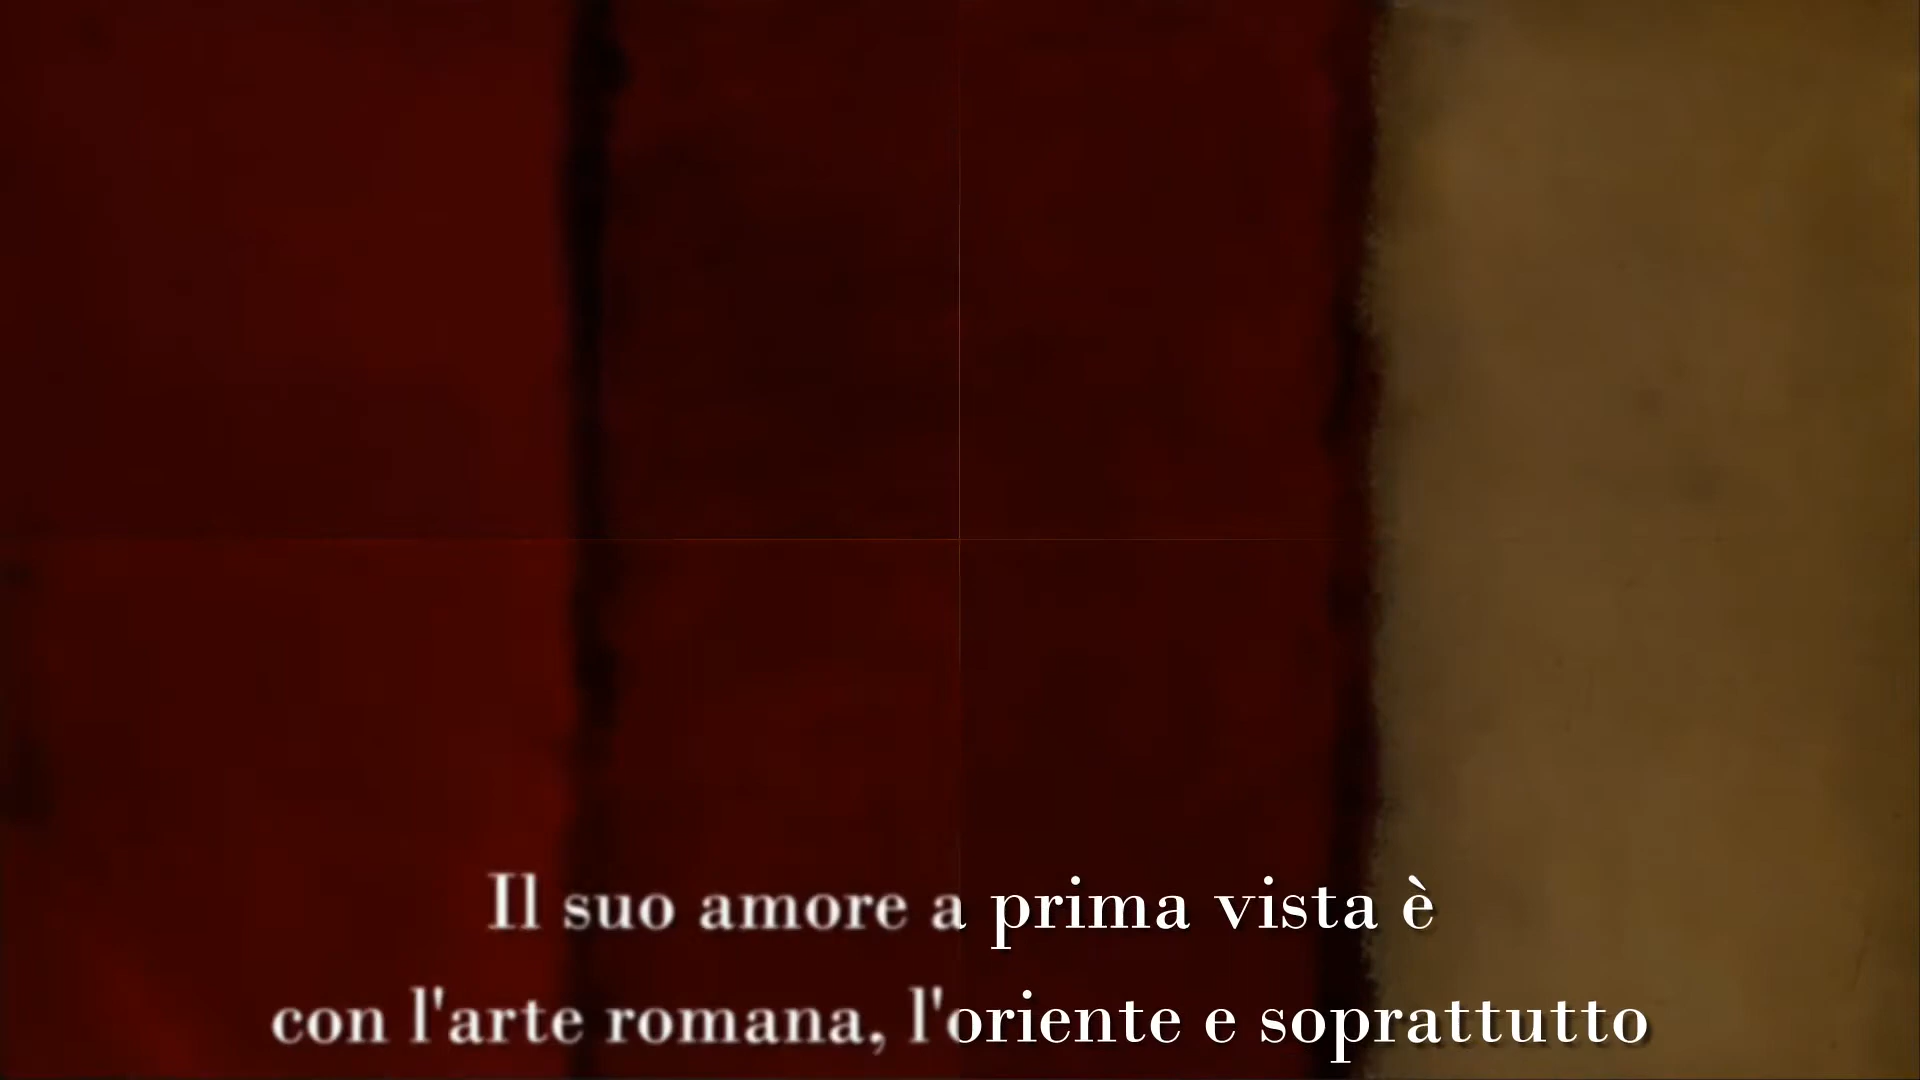 Il suo amore a prima vista è
con l'arte romana, l'oriente e soprattutto